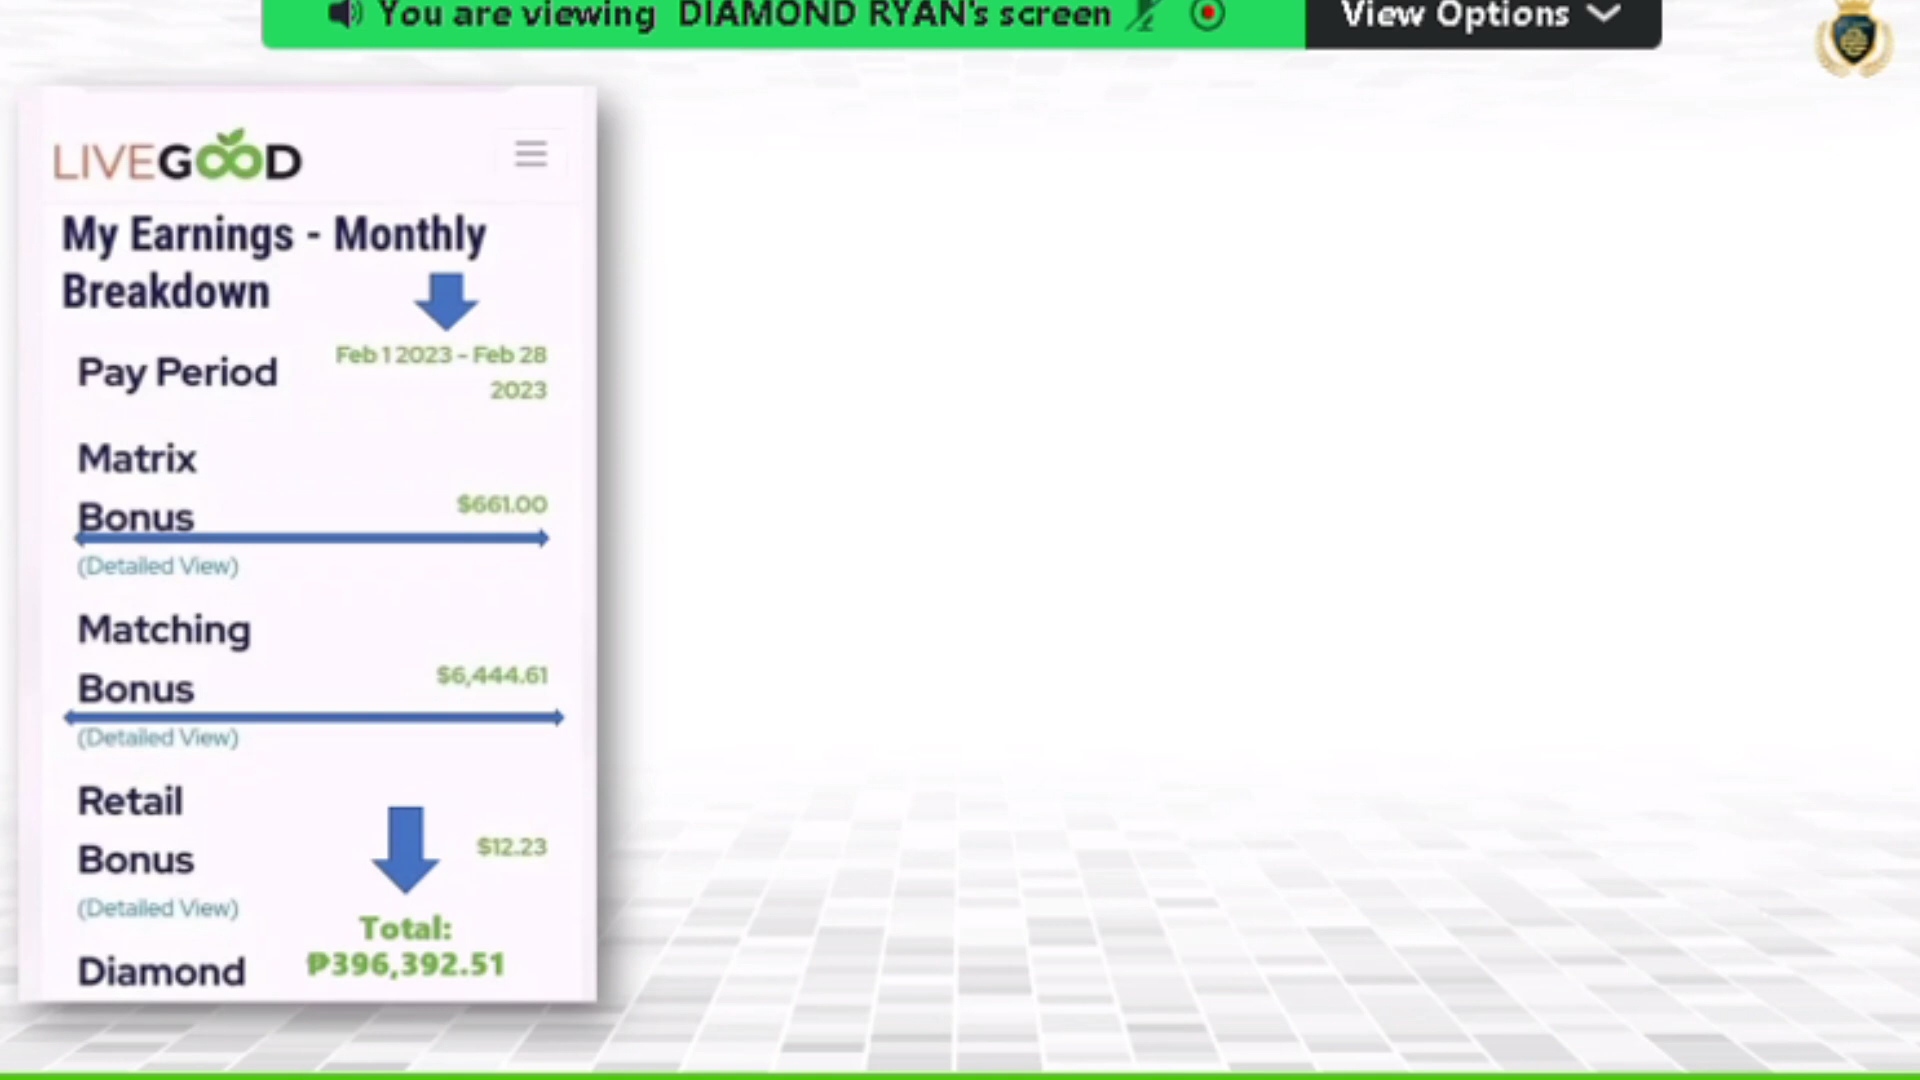 You are viewing DIAMOND RYAN's screen
View Options
LIVEGOOD
My Earnings - Monthly
Breakdown
Pay Period
Feb 1 2023 - Feb 28
2023
Matrix
Bonus
$661.00
(Detailed View)
Matching
Bonus
$6,444.61
(Detailed View)
Retail
Bonus
$12.23
(Detailed View)
Total:
₱396,392.51
Diamond